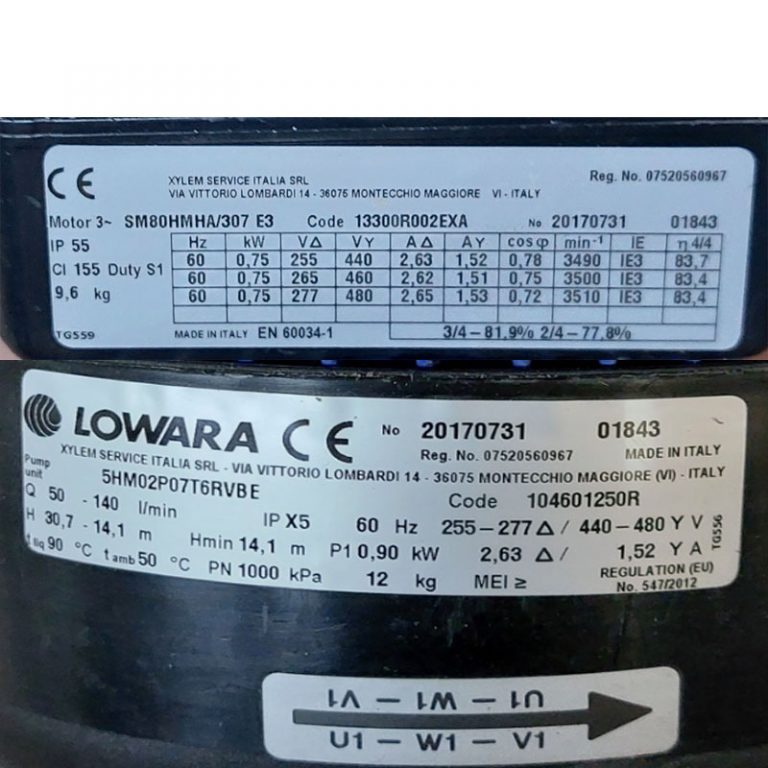 CE XYLEM SERVICE ITALIA SRL Reg. No. 07520560967
VIA VITTORIO LOMBARDI 14 - 36075 MONTECCHIO MAGGIORE VI - ITALY
Motor 3~ SM80HMHA/307 E3 Code 13300R002EXA No 20170731 01843
IP 55 Hz kW V∆ VY A∆ AY cosφ min⁻¹ IE η 4/4
60 0,75 255 440 2,63 1,52 0,78 3490 IE3 83,7
Cl 155 Duty S1 60 0,75 265 460 2,62 1,51 0,75 3500 IE3 83,4
9,6 kg 60 0,75 277 480 2,65 1,53 0,72 3510 IE3 83,4
TG559 MADE IN ITALY EN 60034-1 3/4 – 81,9% 2/4 – 77,8%
LOWARA CE No 20170731 01843
Reg. No. 07520560967 MADE IN ITALY
XYLEM SERVICE ITALIA SRL - VIA VITTORIO LOMBARDI 14 - 36075 MONTECCHIO MAGGIORE (VI) - ITALY
Pump unit 5HM02P07T6RVBE Code 104601250R
Q 50 - 140 l/min IP X5 60 Hz 255–277 ∆ / 440–480 Y V
H 30,7 - 14,1 m Hmin 14,1 m P1 0,90 kW 2,63 ∆ / 1,52 Y A
t liq 90 °C t amb 50 °C PN 1000 kPa 12 kg MEI ≥ REGULATION (EU) No. 547/2012
TG556
U1 – W1 – V1
U1 – W1 – V1